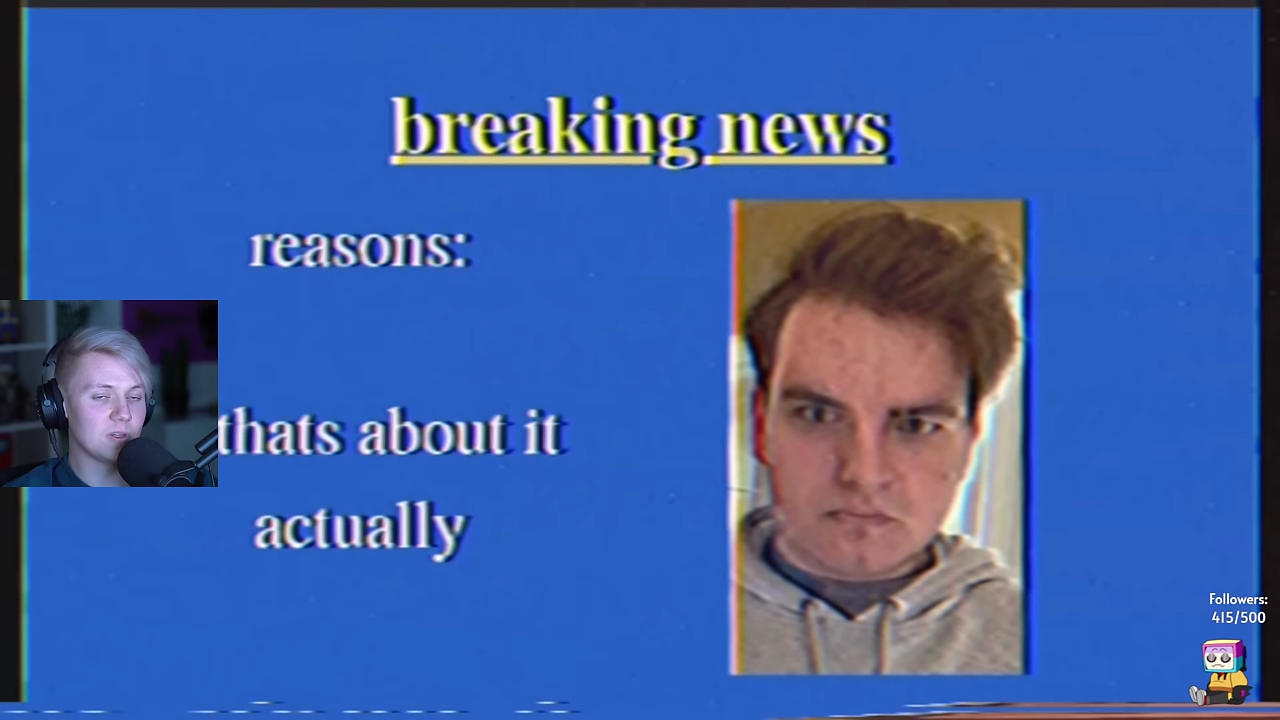 breaking news
reasons:
thats about it
actually
Followers:
415/500